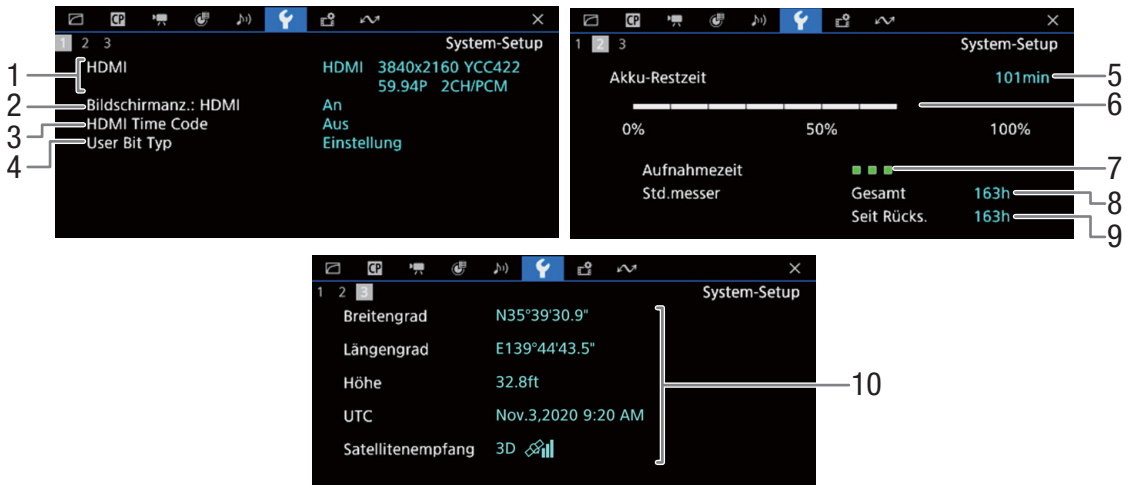 CP
1 2 3
System-Setup
1
HDMI
HDMI 3840x2160 YCC422
59.94P 2CH/PCM
2
Bildschirmanz.: HDMI
An
3
HDMI Time Code
Aus
4
User Bit Typ
Einstellung
CP
1 2 3
System-Setup
Akku-Restzeit
101min
5
6
0%
50%
100%
Aufnahmezeit
7
Std.messer
Gesamt
163h
8
Seit Rücks.
163h
9
CP
1 2 3
System-Setup
Breitengrad
N35°39'30.9"
Längengrad
E139°44'43.5"
Höhe
32.8ft
10
UTC
Nov.3,2020 9:20 AM
Satellitenempfang
3D